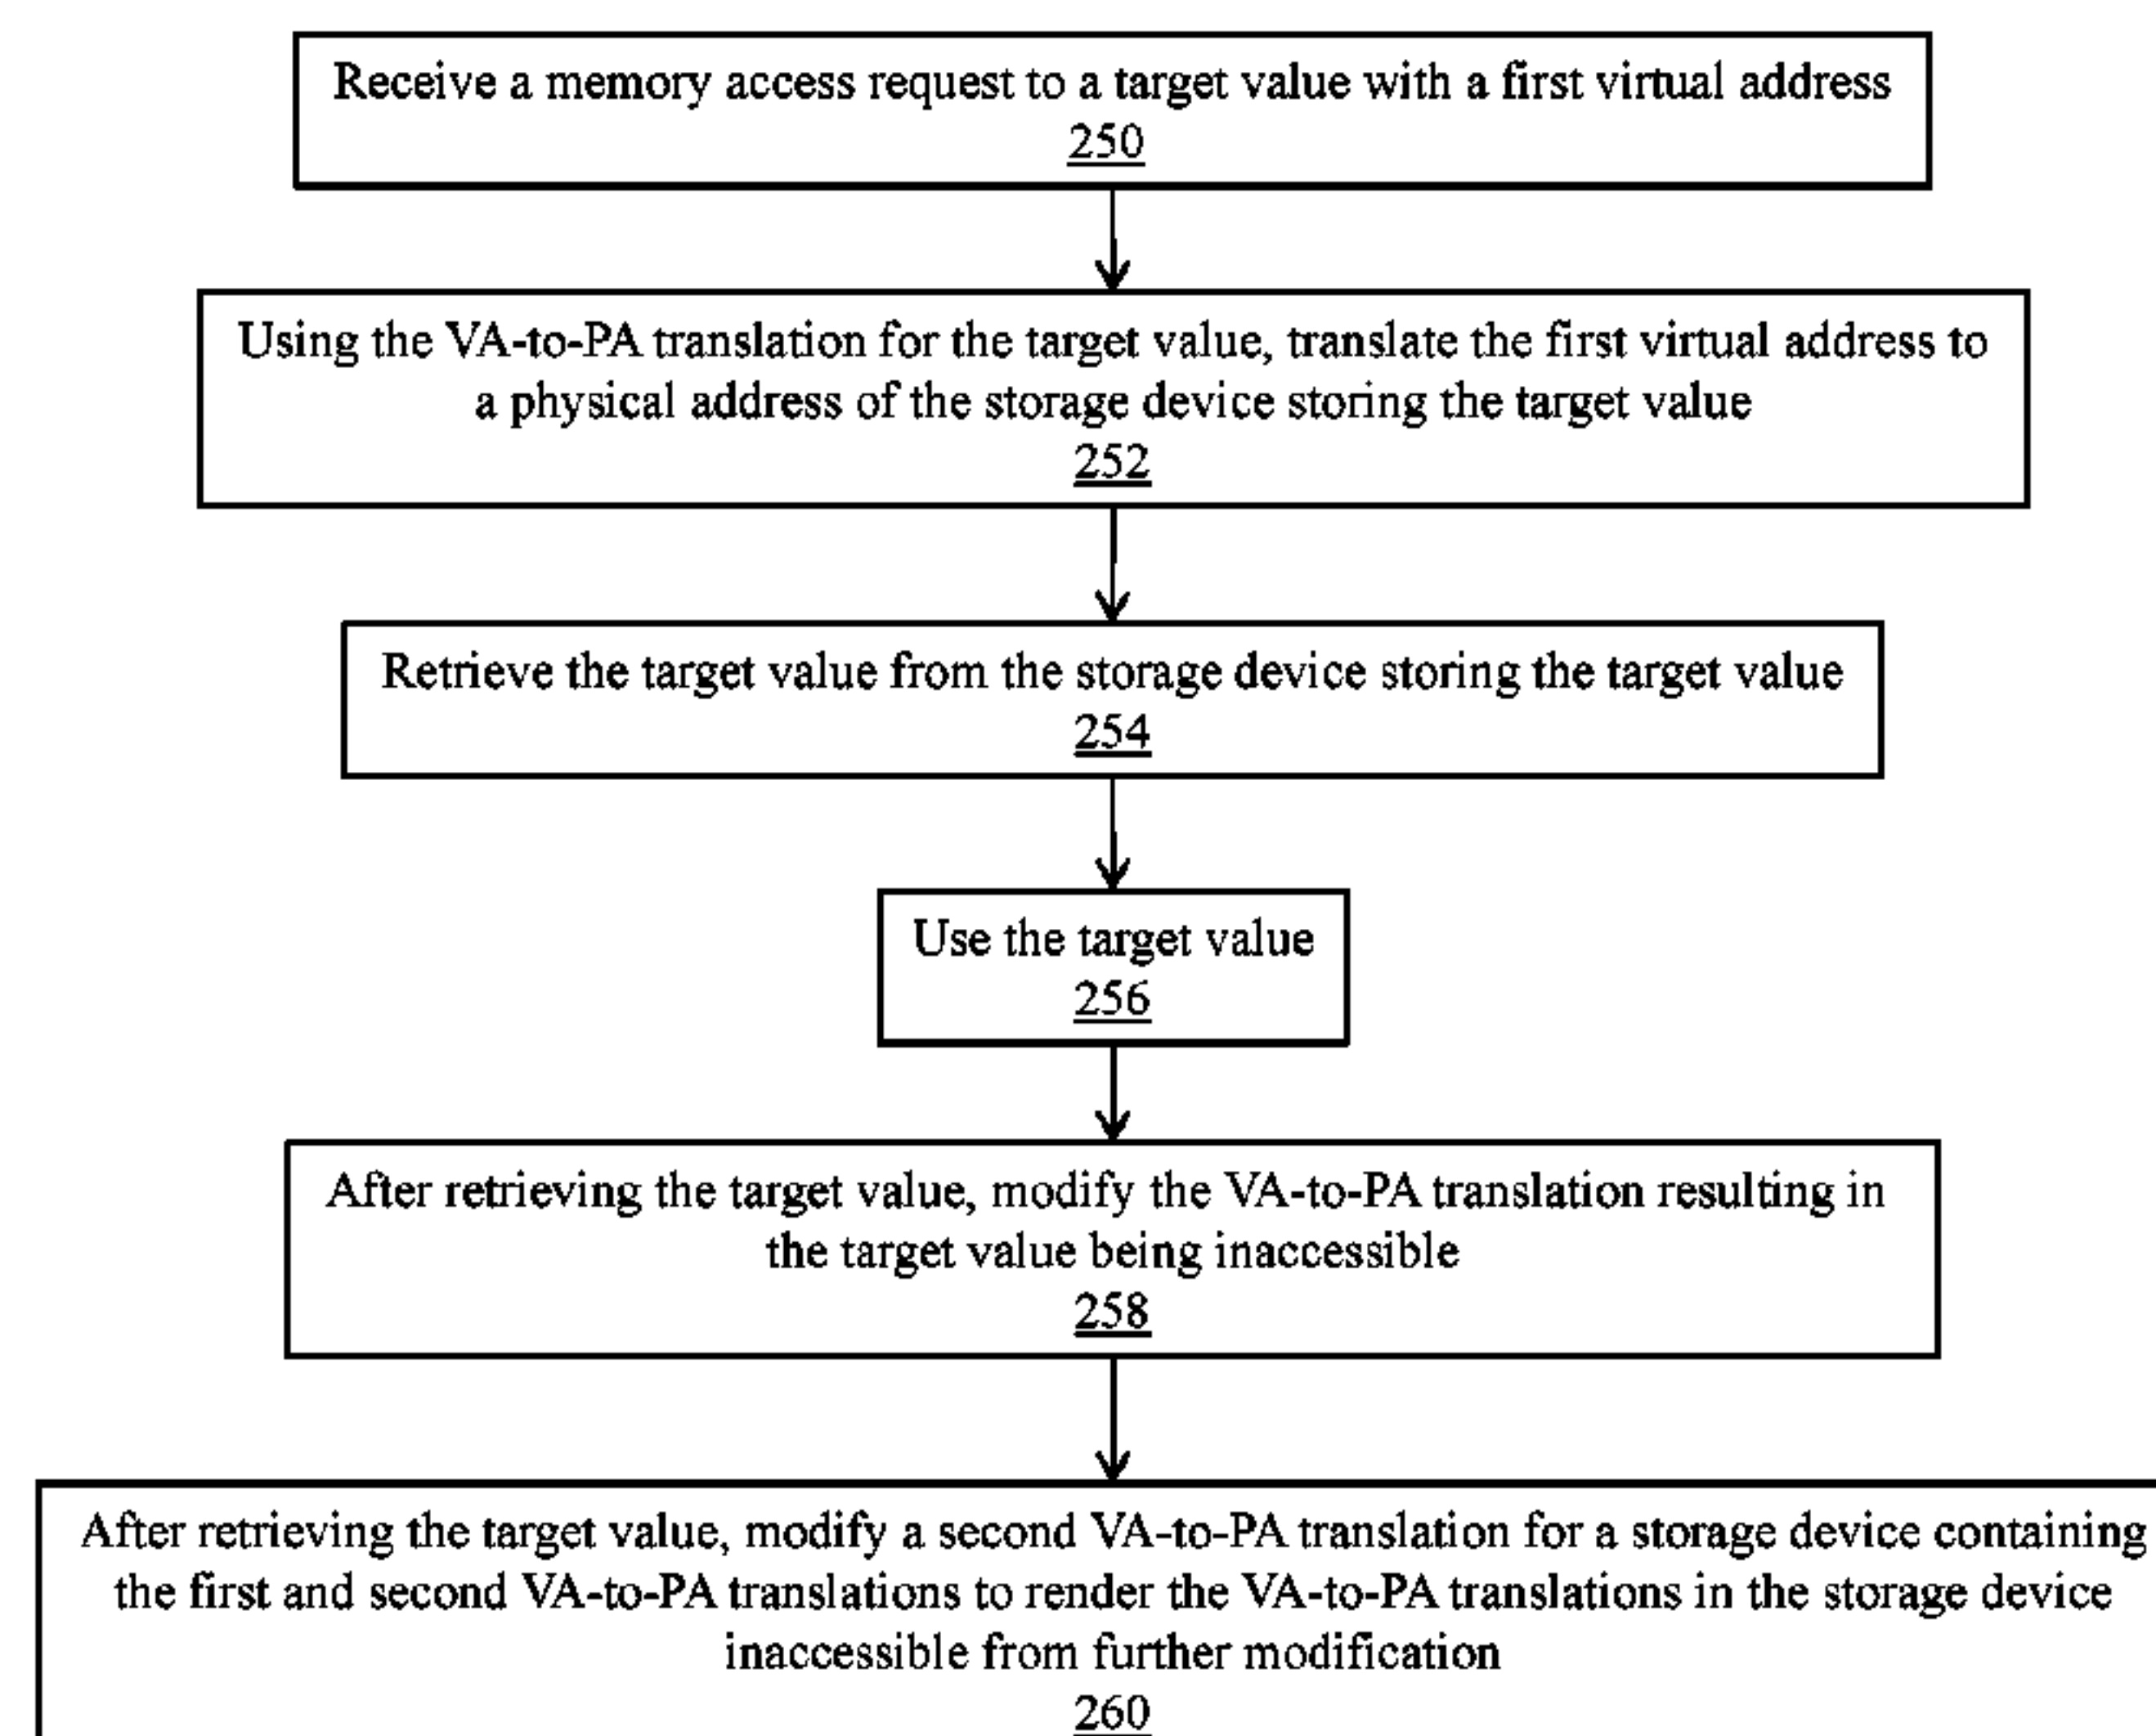 Receive a memory access request to a target value with a first virtual address
250
Using the VA-to-PA translation for the target value, translate the first virtual address to
a physical address of the storage device storing the target value
252
Retrieve the target value from the storage device storing the target value
254
Use the target value
256
After retrieving the target value, modify the VA-to-PA translation resulting in
the target value being inaccessible
258
After retrieving the target value, modify a second VA-to-PA translation for a storage device containing
the first and second VA-to-PA translations to render the VA-to-PA translations in the storage device
inaccessible from further modification
260